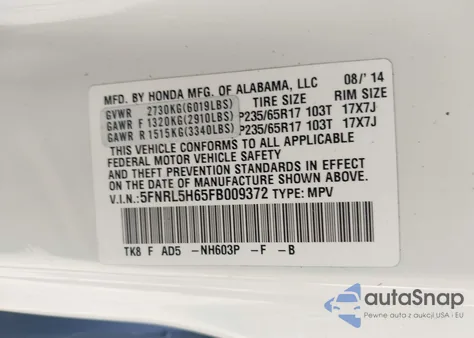 MFD. BY HONDA MFG. OF ALABAMA, LLC 08/' 14
GVWR 2730KG(6019LBS) TIRE SIZE RIM SIZE
GAWR F 1320KG(2910LBS) P235/65R17 103T 17X7J
GAWR R 1515KG(3340LBS) P235/65R17 103T 17X7J
THIS VEHICLE CONFORMS TO ALL APPLICABLE
FEDERAL MOTOR VEHICLE SAFETY
AND THEFT PREVENTION STANDARDS IN EFFECT
ON THE DATE OF MANUFACTURE SHOWN ABOVE.
V.I.N.: 5FNRL5H65FB009372 TYPE: MPV
TK8 F AD5 -NH603P -F -B
autoSnap
Pewne auta z aukcji USA - EU